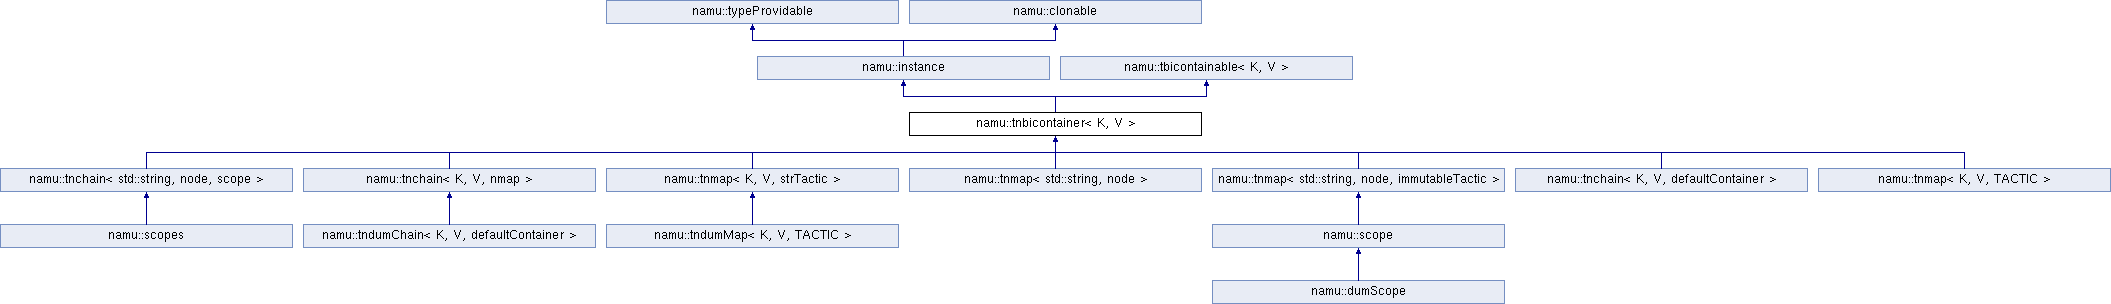 namu::typeProvidable
namu::clonable
namu::instance
namu::tbicontainable< K, V >
namu::tnbicontainer< K, V >
namu::tnchain< std::string, node, scope >
namu::tnchain< K, V, nmap >
namu::tnmap< K, V, strTactic >
namu::tnmap< std::string, node >
namu::tnmap< std::string, node, immutableTactic >
namu::tnchain< K, V, defaultContainer >
namu::tnmap< K, V, TACTIC >
namu::scopes
namu::tndumChain< K, V, defaultContainer >
namu::tndumMap< K, V, TACTIC >
namu::scope
namu::dumScope